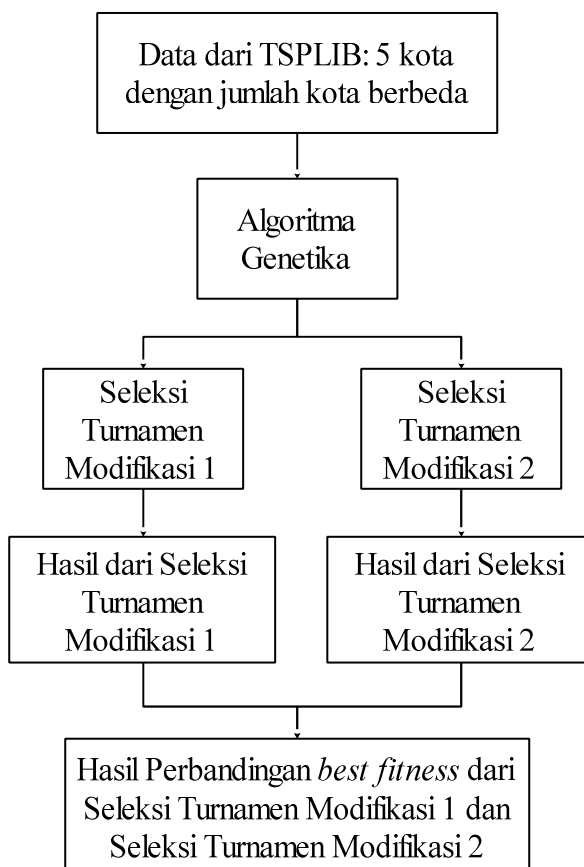 Data dari TSPLIB: 5 kota
dengan jumlah kota berbeda
Algoritma
Genetika
Seleksi
Turnamen
Modifikasi 1
Seleksi
Turnamen
Modifikasi 2
Hasil dari Seleksi
Turnamen
Modifikasi 1
Hasil dari Seleksi
Turnamen
Modifikasi 2
Hasil Perbandingan best fitness dari
Seleksi Turnamen Modifikasi 1 dan
Seleksi Turnamen Modifikasi 2